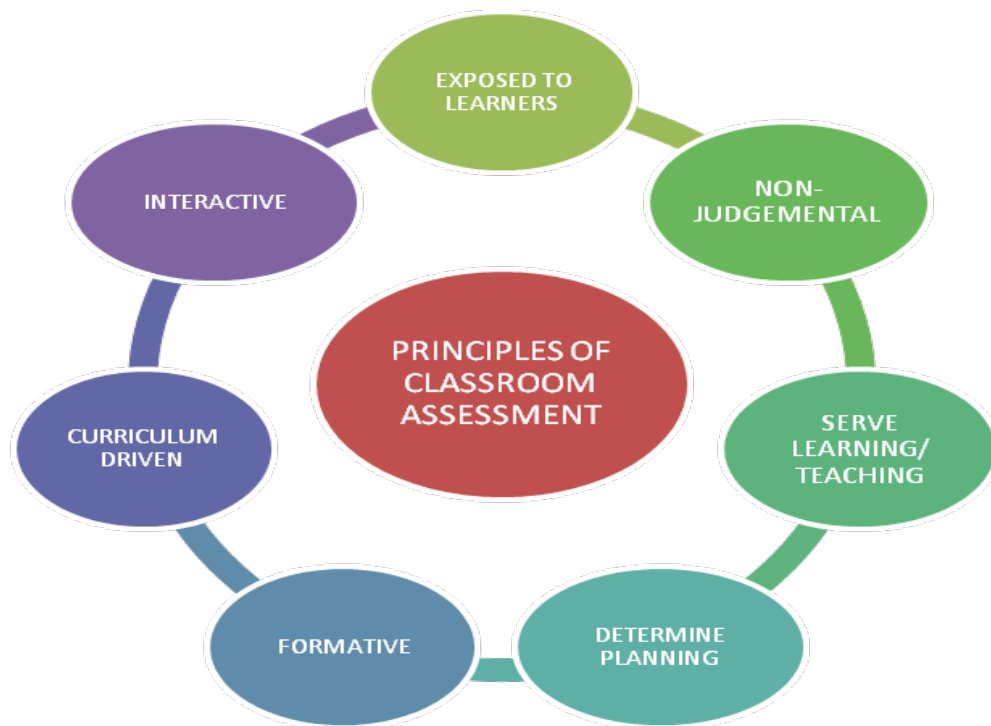 EXPOSED TO
LEARNERS
NON-
JUDGEMENTAL
SERVE
LEARNING/
TEACHING
DETERMINE
PLANNING
FORMATIVE
CURRICULUM
DRIVEN
INTERACTIVE
PRINCIPLES OF
CLASSROOM
ASSESSMENT